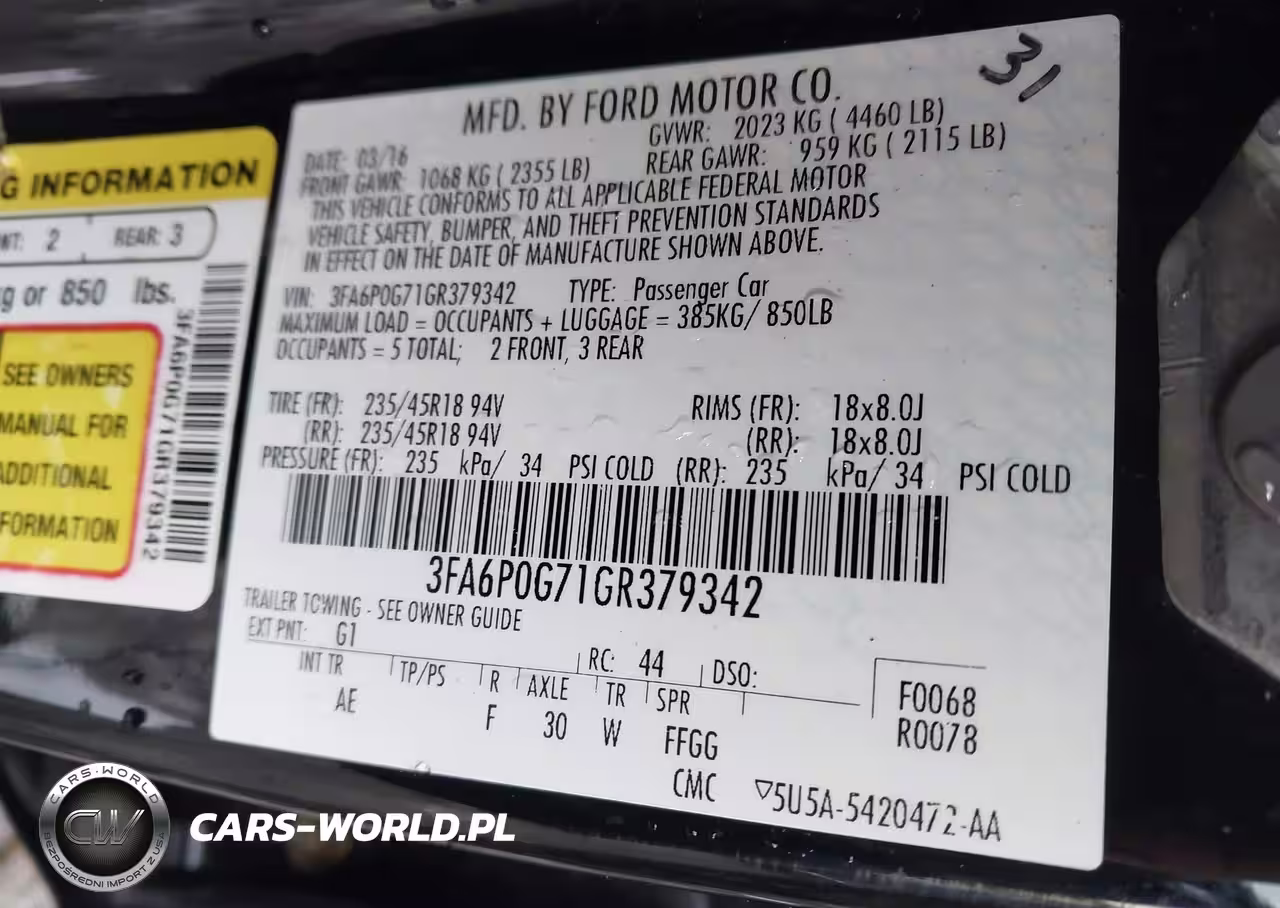 31
MFD. BY FORD MOTOR CO.
DATE: 03/16 GVWR: 2023 KG ( 4460 LB)
FRONT GAWR: 1068 KG ( 2355 LB) REAR GAWR: 959 KG ( 2115 LB)
THIS VEHICLE CONFORMS TO ALL APPLICABLE FEDERAL MOTOR
VEHICLE SAFETY, BUMPER, AND THEFT PREVENTION STANDARDS
IN EFFECT ON THE DATE OF MANUFACTURE SHOWN ABOVE.
VIN: 3FA6P0G71GR379342 TYPE: Passenger Car
MAXIMUM LOAD = OCCUPANTS + LUGGAGE = 385KG/ 850LB
OCCUPANTS = 5 TOTAL; 2 FRONT, 3 REAR
TIRE (FR): 235/45R18 94V RIMS (FR): 18x8.0J
(RR): 235/45R18 94V (RR): 18x8.0J
PRESSURE (FR): 235 kPa/ 34 PSI COLD (RR): 235 kPa/ 34 PSI COLD
3FA6P0G71GR379342
TRAILER TOWING - SEE OWNER GUIDE
EXT PNT: G1 RC: 44 DSO:
INT TR TP/PS R AXLE TR SPR
AE F 30 W FFGG
CMC
F0068
R0078
▽5U5A-5420472-AA
G INFORMATION
NT: 2 REAR: 3
g or 850 lbs.
SEE OWNERS
MANUAL FOR
ADDITIONAL
FORMATION
3FA6P0G71GR379342
CARS-WORLD
CW
BEZPOŚREDNI IMPORT Z USA
CARS-WORLD.PL